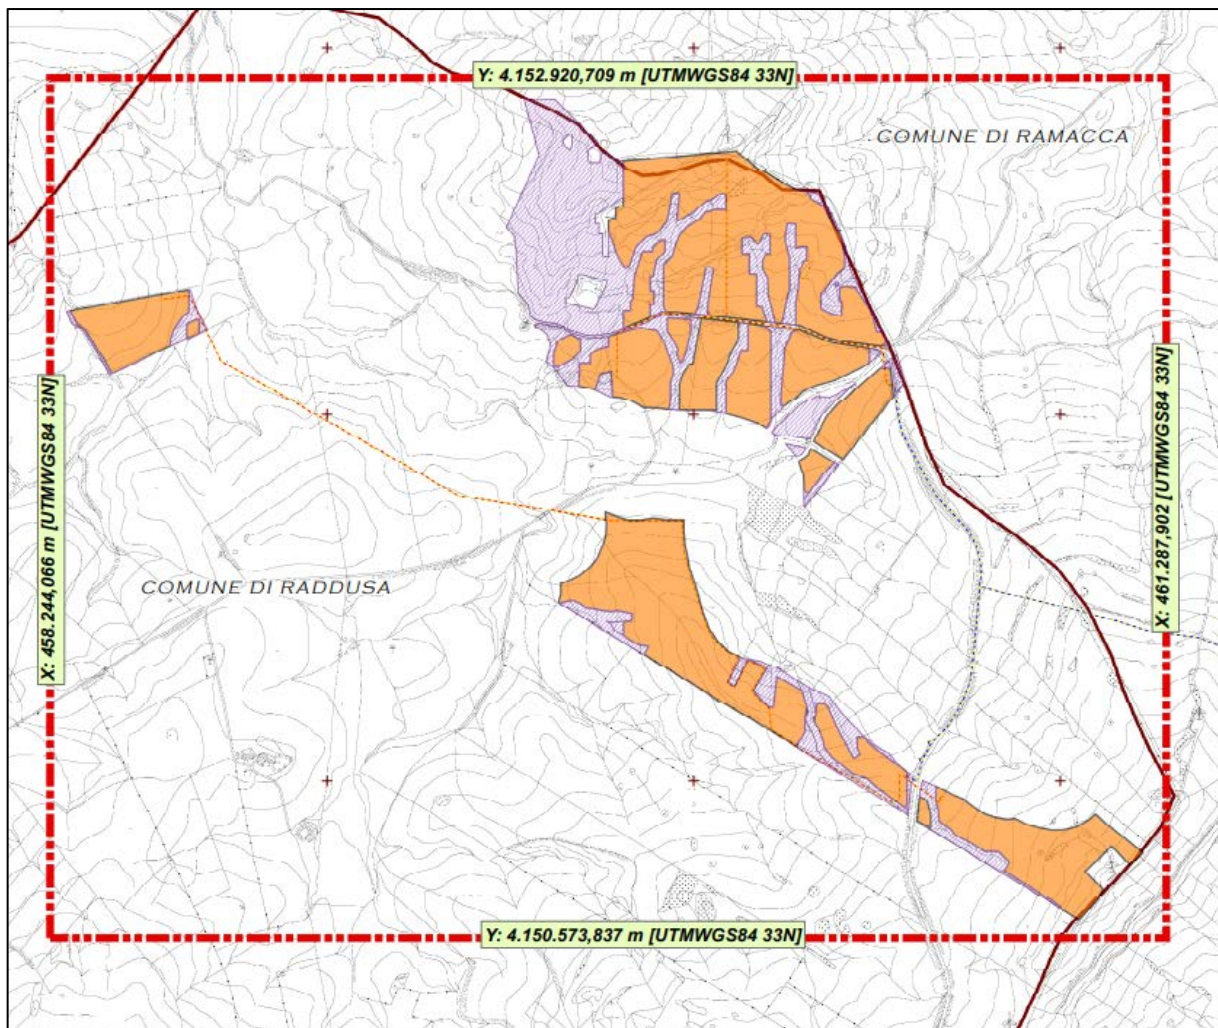 Y: 4.152.920,709 m [UTMWGS84 33N]
COMUNE DI RAMACCA
X: 458.244,066 m [UTMWGS84 33N]
X: 461.287,902 [UTMWGS84 33N]
COMUNE DI RADDUSA
Y: 4.150.573,837 m [UTMWGS84 33N]